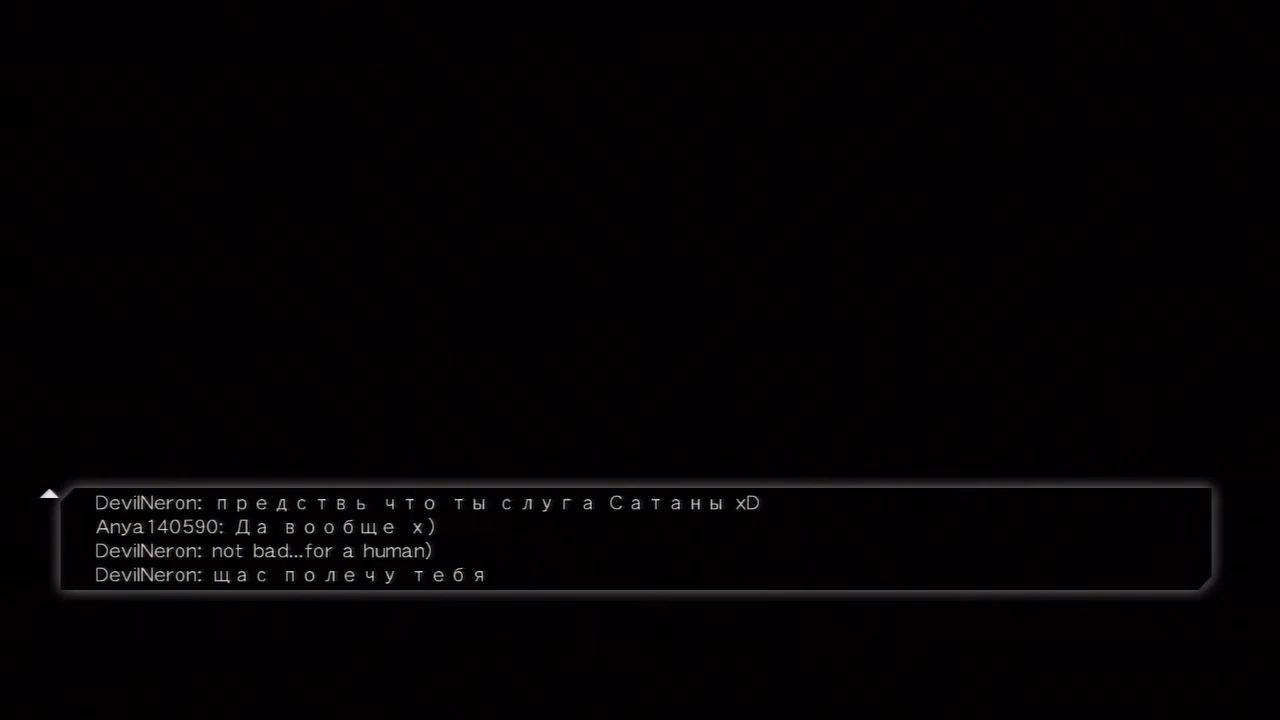 DevilNeron: предствь что ты слуга Сатаны xD
Anya140590: Да вообще х)
DevilNeron: not bad...for a human)
DevilNeron: щас полечу тебя